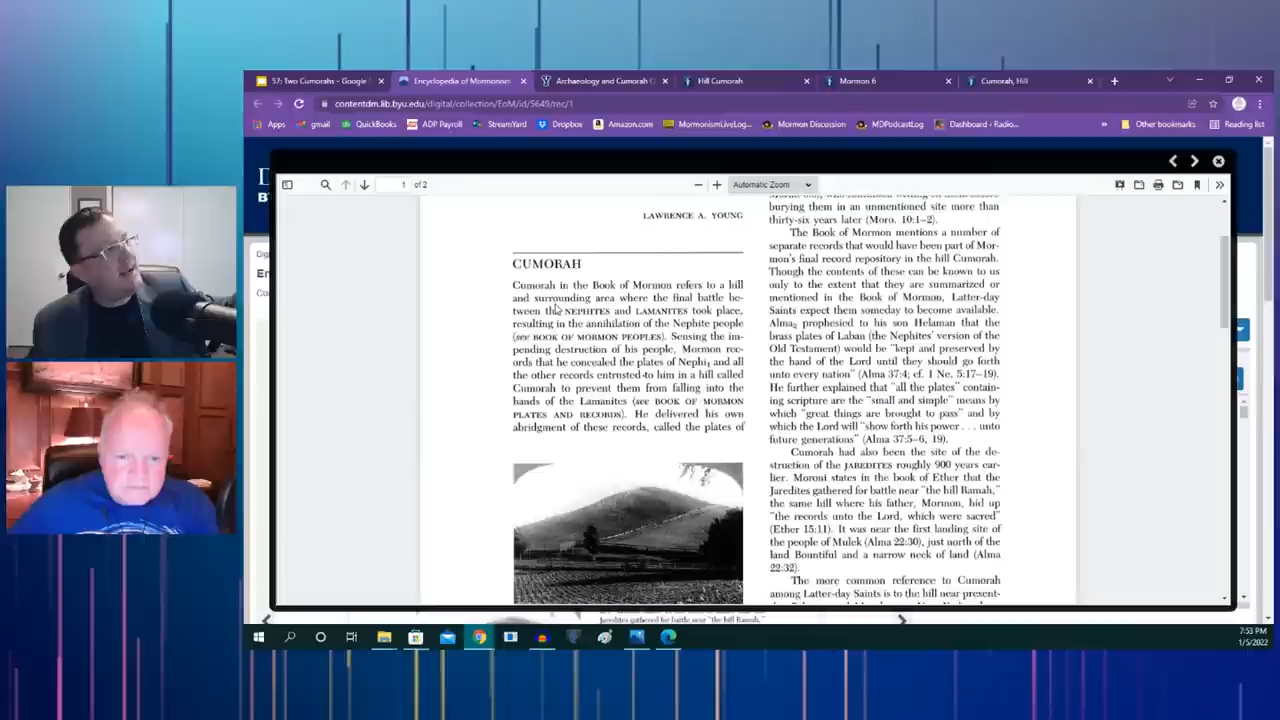 57: Two Cumorahs - Google
Encyclopedia of Mormonism
Archaeology and Cumorah
Hill Cumorah
Mormon 6
Cumorah, Hill
contentdm.lib.byu.edu/digital/collection/EoM/id/5649/rec/1
Apps
gmail
QuickBooks
ADP Payroll
StreamYard
Dropbox
Amazon.com
MormonismLiveLog...
Mormon Discussion
MDPodcastLog
Dashboard - Radio...
Other bookmarks
Reading list
1 of 2
Automatic Zoom
LAWRENCE A. YOUNG
CUMORAH
Cumorah in the Book of Mormon refers to a hill
and surrounding area where the final battle be-
tween the NEPHITES and LAMANITES took place,
resulting in the annihilation of the Nephite people
(see BOOK OF MORMON PEOPLES). Sensing the im-
pending destruction of his people, Mormon rec-
ords that he concealed the plates of Nephi1 and all
the other records entrusted to him in a hill called
Cumorah to prevent them from falling into the
hands of the Lamanites (see BOOK OF MORMON
PLATES AND RECORDS). He delivered his own
abridgment of these records, called the plates of
burying them in an unmentioned site more than
thirty-six years later (Moro. 10:1–2).
The Book of Mormon mentions a number of
separate records that would have been part of Mor-
mon's final record repository in the hill Cumorah.
Though the contents of these can be known to us
only to the extent that they are summarized or
mentioned in the Book of Mormon, Latter-day
Saints expect them someday to become available.
Alma2 prophesied to his son Helaman that the
brass plates of Laban (the Nephites' version of the
Old Testament) would be "kept and preserved by
the hand of the Lord until they should go forth
unto every nation" (Alma 37:4; cf. 1 Ne. 5:17–19).
He further explained that "all the plates" contain-
ing scripture are the "small and simple" means by
which "great things are brought to pass" and by
which the Lord will "show forth his power . . . unto
future generations" (Alma 37:5–6, 19).
Cumorah had also been the site of the de-
struction of the JAREDITES roughly 900 years ear-
lier. Moroni states in the book of Ether that the
Jaredites gathered for battle near "the hill Ramah,"
the same hill where his father, Mormon, hid up
"the records unto the Lord, which were sacred"
(Ether 15:11). It was near the first landing site of
the people of Mulek (Alma 22:30), just north of the
land Bountiful and a narrow neck of land (Alma
22:32).
The more common reference to Cumorah
among Latter-day Saints is to the hill near present-
Jaredites gathered for battle near "the hill Ramah,"
7:53 PM
1/5/2022